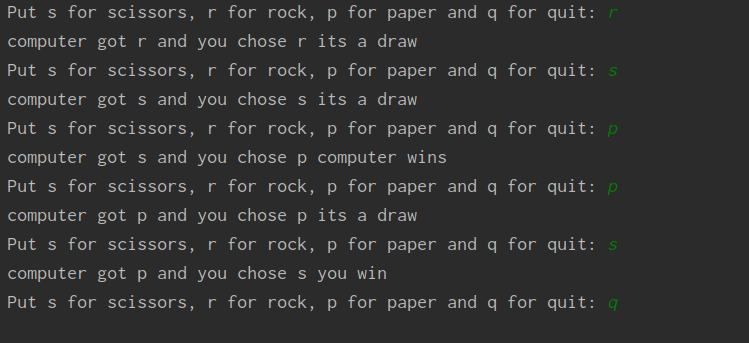 Put s for scissors, r for rock, p for paper and q for quit: r
computer got r and you chose r its a draw
Put s for scissors, r for rock, p for paper and q for quit: s
computer got s and you chose s its a draw
Put s for scissors, r for rock, p for paper and q for quit: p
computer got s and you chose p computer wins
Put s for scissors, r for rock, p for paper and q for quit: p
computer got p and you chose p its a draw
Put s for scissors, r for rock, p for paper and q for quit: s
computer got p and you chose s you win
Put s for scissors, r for rock, p for paper and q for quit: q